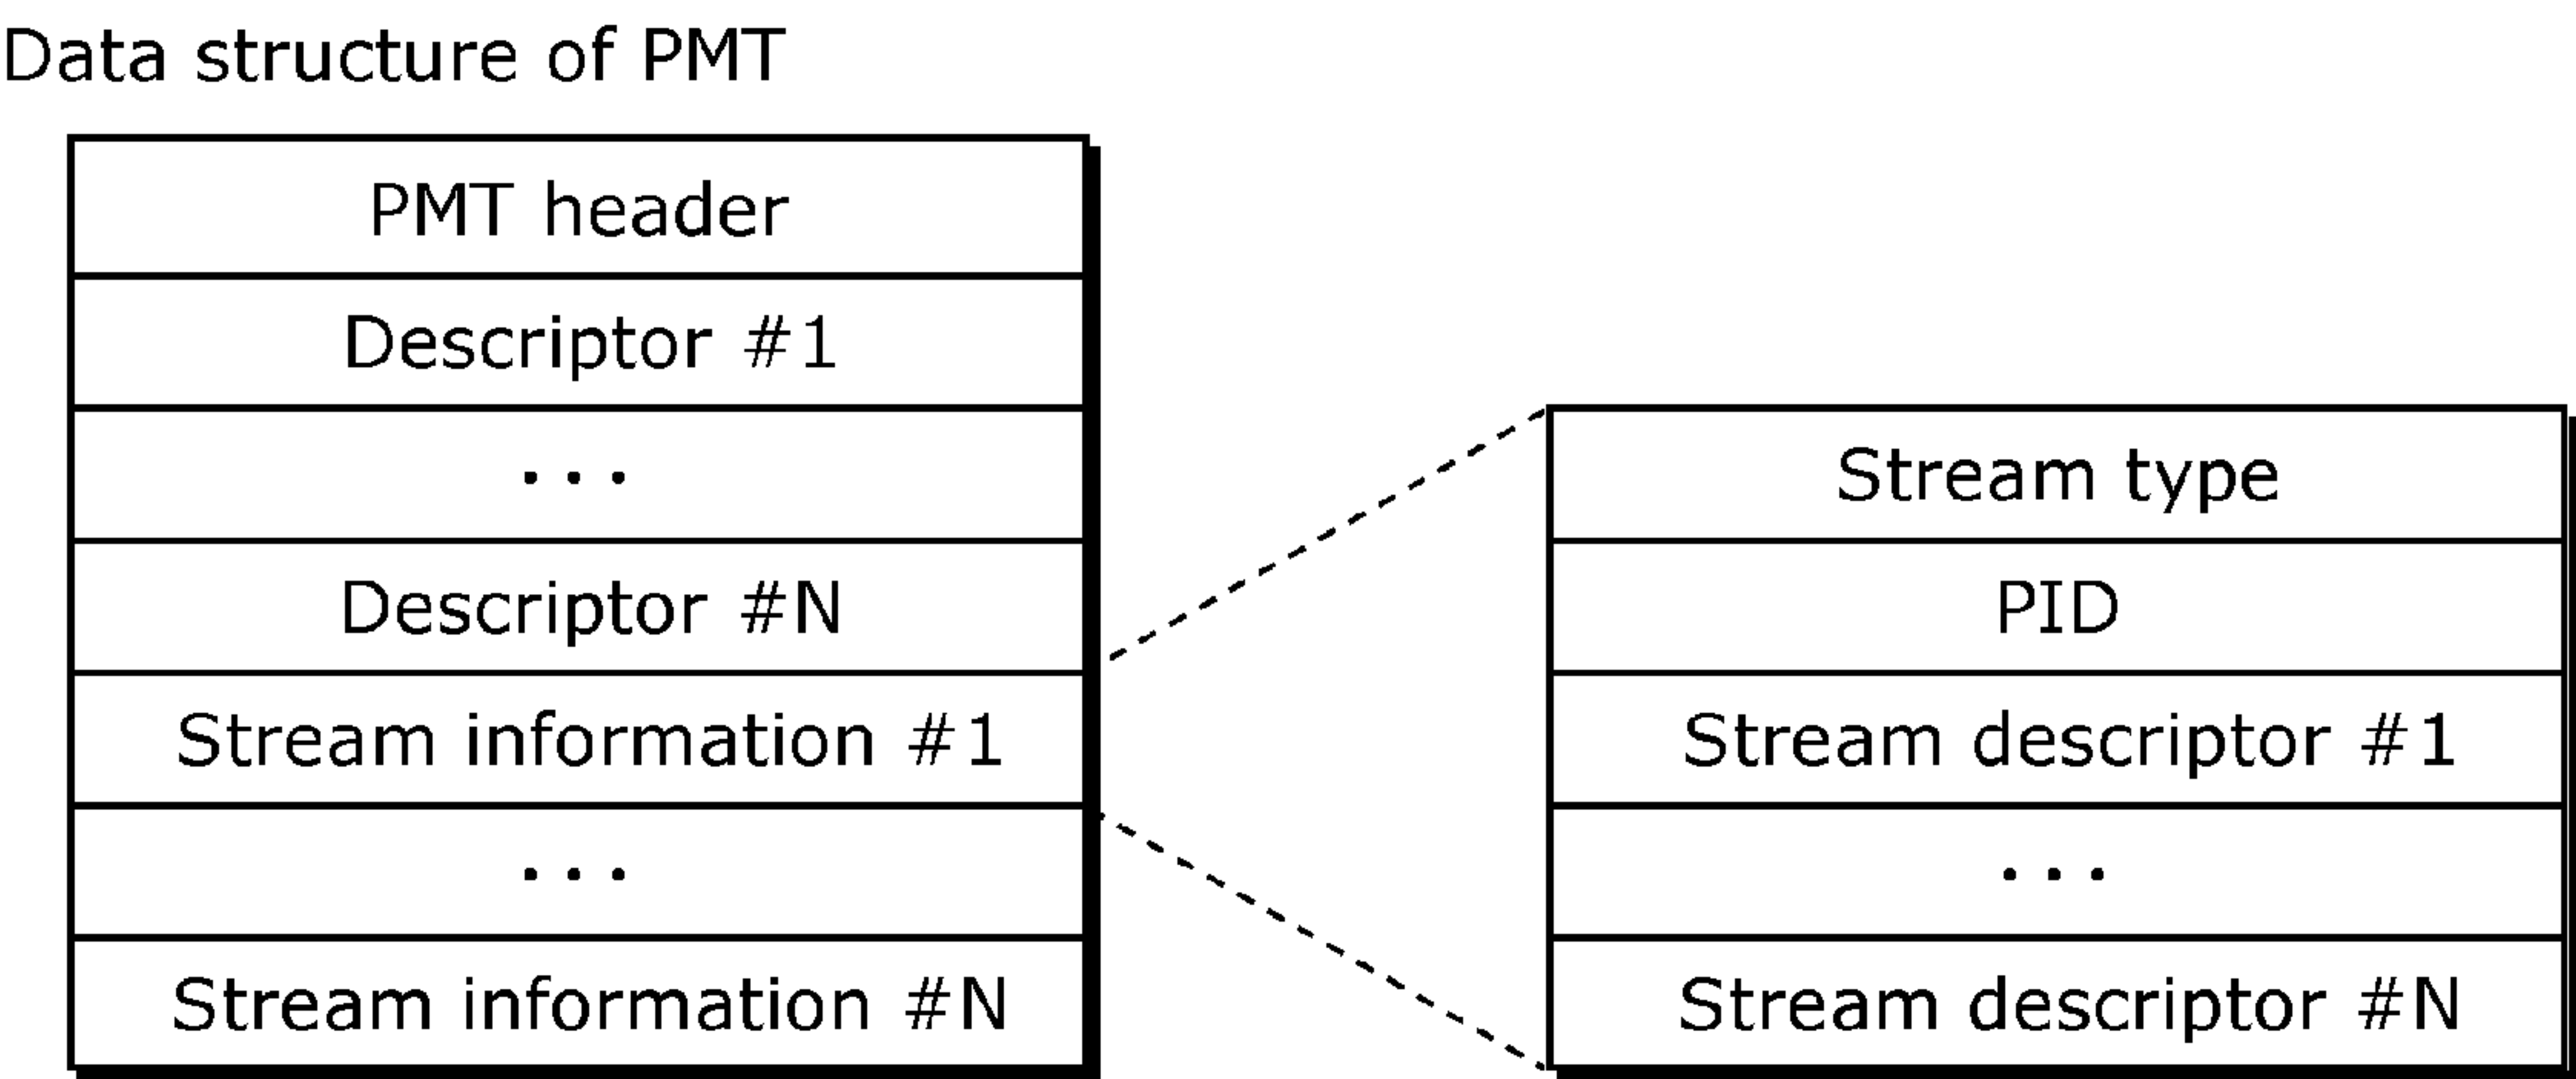 Data structure of PMT
PMT header
Descriptor #1
...
Descriptor #N
Stream information #1
...
Stream information #N
Stream type
PID
Stream descriptor #1
...
Stream descriptor #N